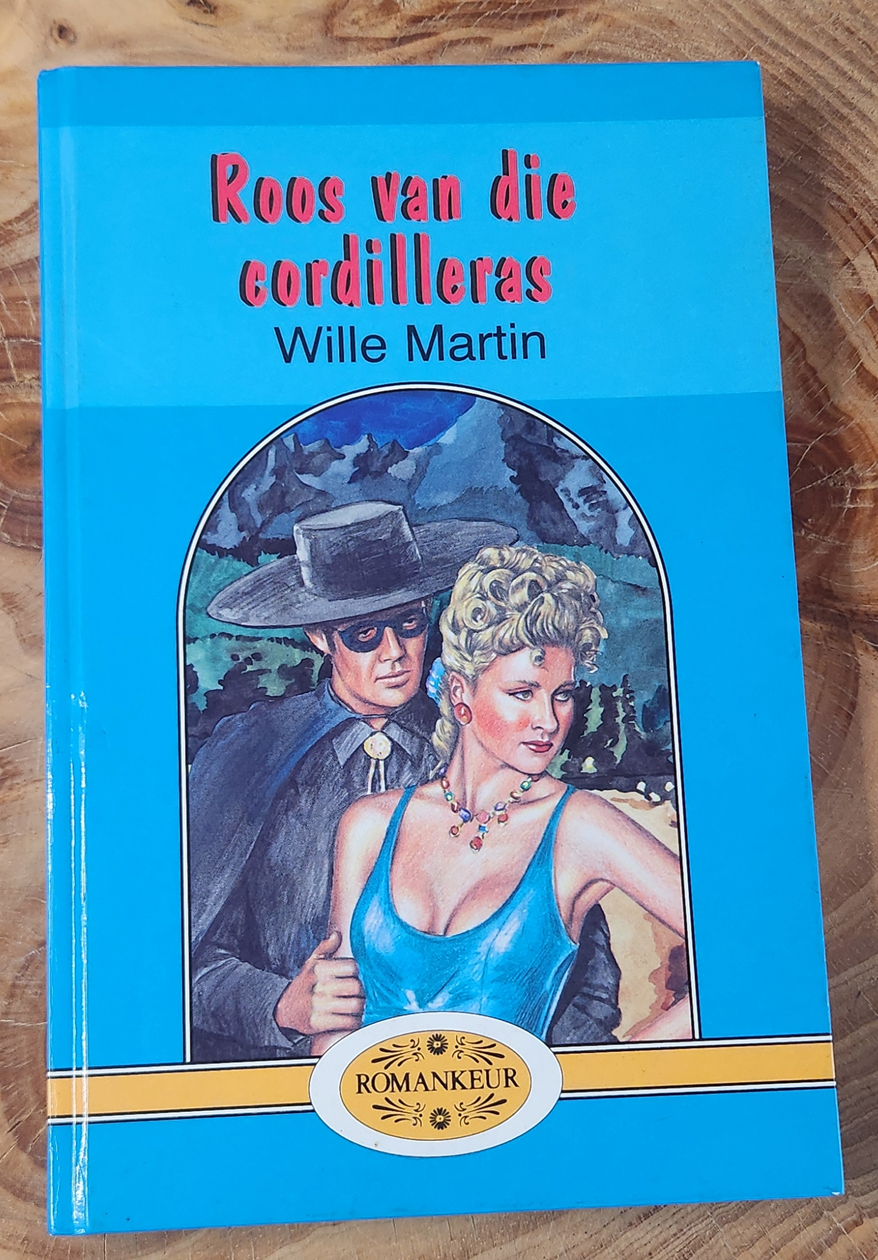 Roos van die
cordilleras
Wille Martin
ROMANKEUR